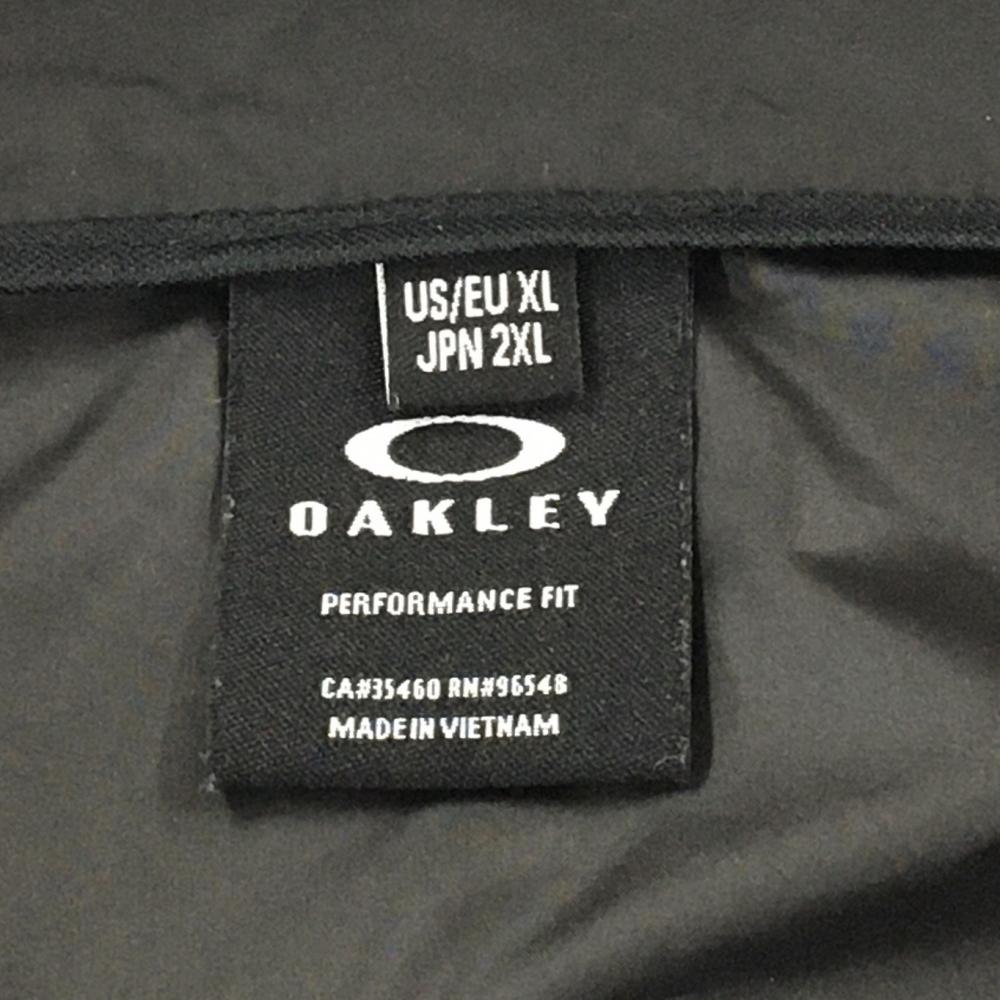 US/EU XL
JPN 2XL
OAKLEY
PERFORMANCE FIT
CA#35460 RN#96548
MADE IN VIETNAM